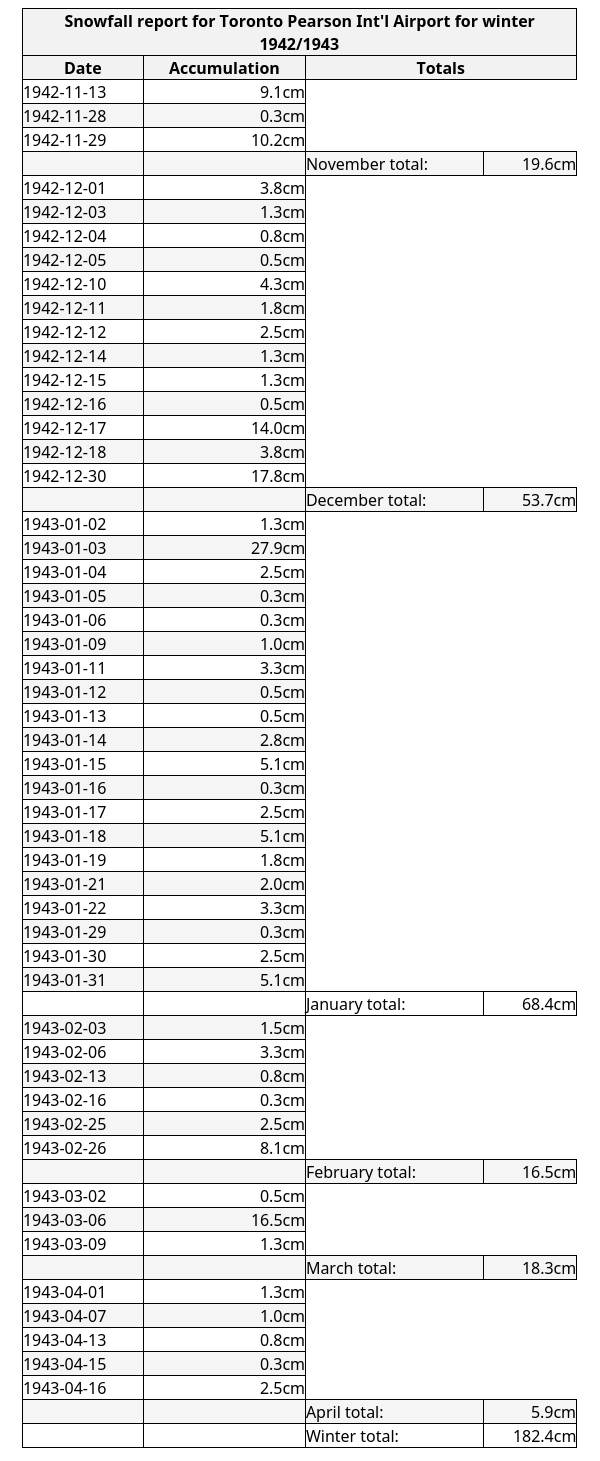 Snowfall report for Toronto Pearson Int'l Airport for winter
1942/1943
Date Accumulation Totals
1942-11-13 9.1cm
1942-11-28 0.3cm
1942-11-29 10.2cm
November total: 19.6cm
1942-12-01 3.8cm
1942-12-03 1.3cm
1942-12-04 0.8cm
1942-12-05 0.5cm
1942-12-10 4.3cm
1942-12-11 1.8cm
1942-12-12 2.5cm
1942-12-14 1.3cm
1942-12-15 1.3cm
1942-12-16 0.5cm
1942-12-17 14.0cm
1942-12-18 3.8cm
1942-12-30 17.8cm
December total: 53.7cm
1943-01-02 1.3cm
1943-01-03 27.9cm
1943-01-04 2.5cm
1943-01-05 0.3cm
1943-01-06 0.3cm
1943-01-09 1.0cm
1943-01-11 3.3cm
1943-01-12 0.5cm
1943-01-13 0.5cm
1943-01-14 2.8cm
1943-01-15 5.1cm
1943-01-16 0.3cm
1943-01-17 2.5cm
1943-01-18 5.1cm
1943-01-19 1.8cm
1943-01-21 2.0cm
1943-01-22 3.3cm
1943-01-29 0.3cm
1943-01-30 2.5cm
1943-01-31 5.1cm
January total: 68.4cm
1943-02-03 1.5cm
1943-02-06 3.3cm
1943-02-13 0.8cm
1943-02-16 0.3cm
1943-02-25 2.5cm
1943-02-26 8.1cm
February total: 16.5cm
1943-03-02 0.5cm
1943-03-06 16.5cm
1943-03-09 1.3cm
March total: 18.3cm
1943-04-01 1.3cm
1943-04-07 1.0cm
1943-04-13 0.8cm
1943-04-15 0.3cm
1943-04-16 2.5cm
April total: 5.9cm
Winter total: 182.4cm